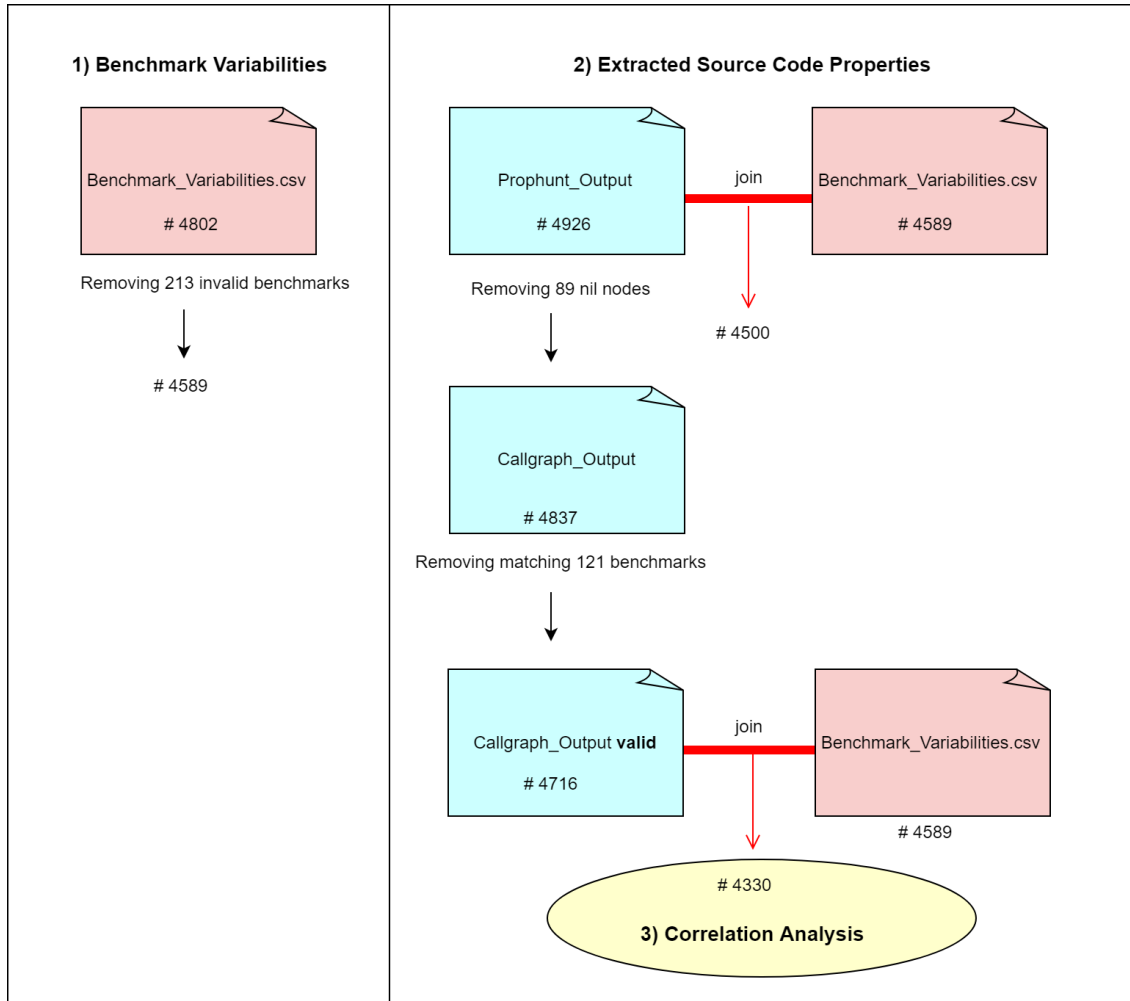 1) Benchmark Variabilities
Benchmark_Variabilities.csv
# 4802
Removing 213 invalid benchmarks
# 4589
2) Extracted Source Code Properties
Prophunt_Output
# 4926
join
Benchmark_Variabilities.csv
# 4589
Removing 89 nil nodes
# 4500
Callgraph_Output
# 4837
Removing matching 121 benchmarks
Callgraph_Output valid
# 4716
join
Benchmark_Variabilities.csv
# 4589
# 4330
3) Correlation Analysis